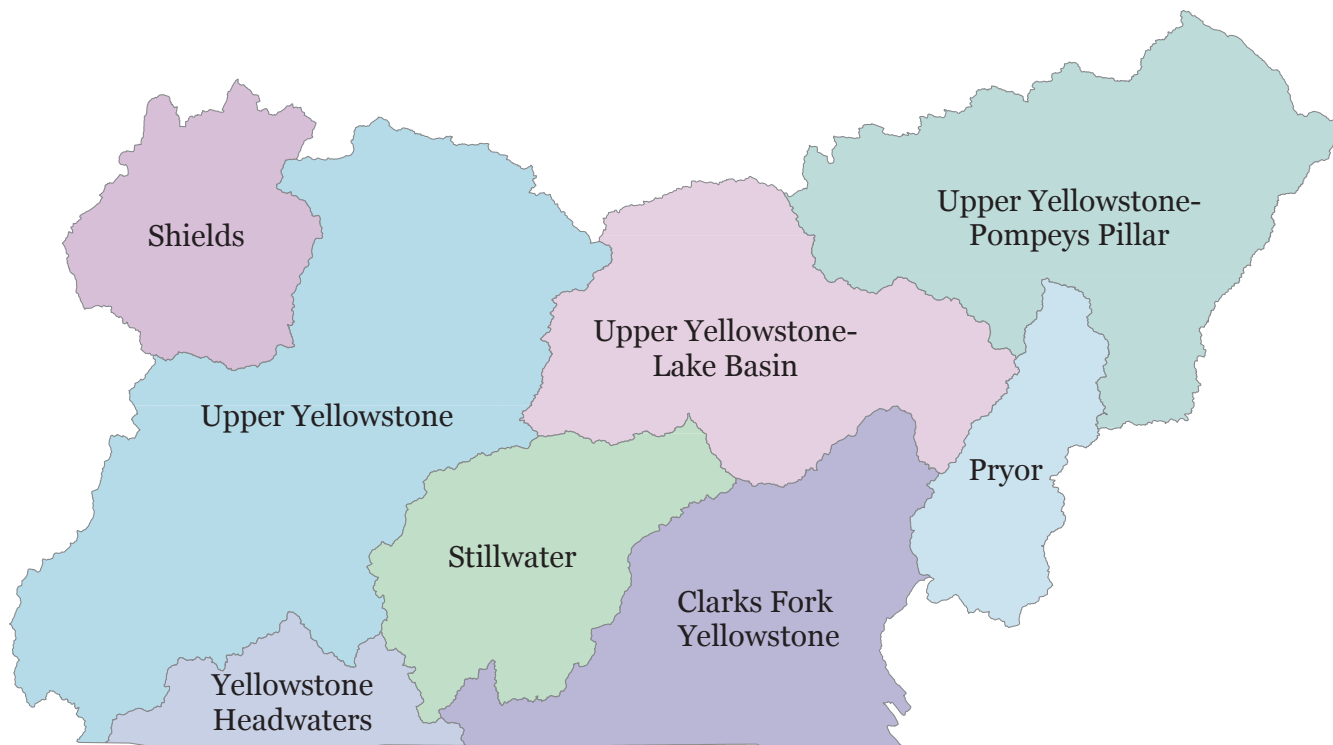 Shields
Upper Yellowstone-
Pompeys Pillar
Upper Yellowstone-
Lake Basin
Upper Yellowstone
Pryor
Stillwater
Clarks Fork
Yellowstone
Yellowstone
Headwaters